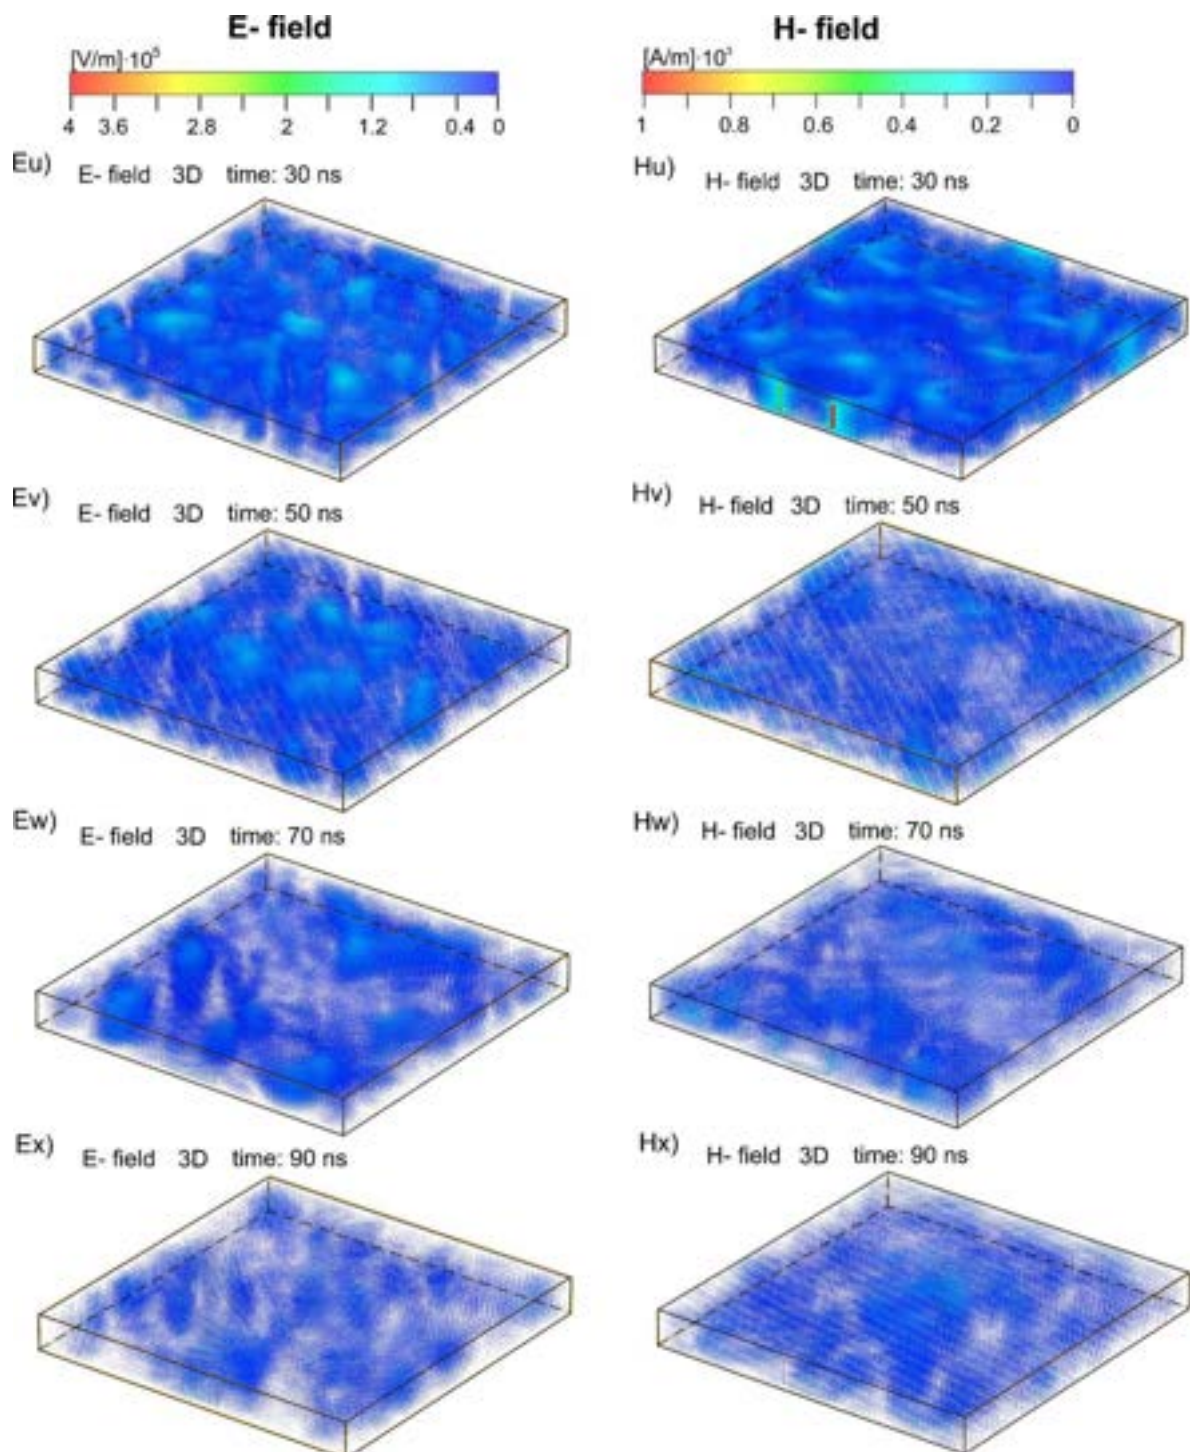 E- field
H- field
[V/m]·10⁵
[A/m]·10³
4 3.6 2.8 2 1.2 0.4 0
1 0.8 0.6 0.4 0.2 0
Eu) E- field 3D time: 30 ns
Hu) H- field 3D time: 30 ns
Ev) E- field 3D time: 50 ns
Hv) H- field 3D time: 50 ns
Ew) E- field 3D time: 70 ns
Hw) H- field 3D time: 70 ns
Ex) E- field 3D time: 90 ns
Hx) H- field 3D time: 90 ns